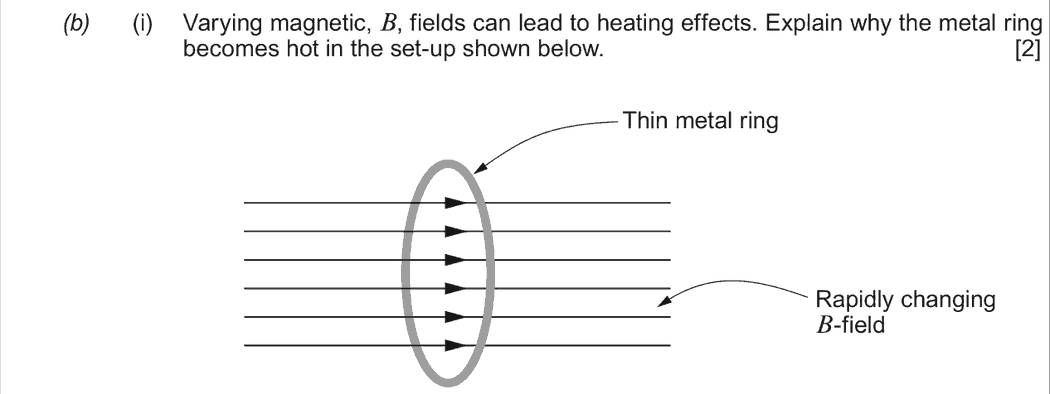 (b) (i) Varying magnetic, B, fields can lead to heating effects. Explain why the metal ring
becomes hot in the set-up shown below. [2]
Thin metal ring
Rapidly changing
B-field